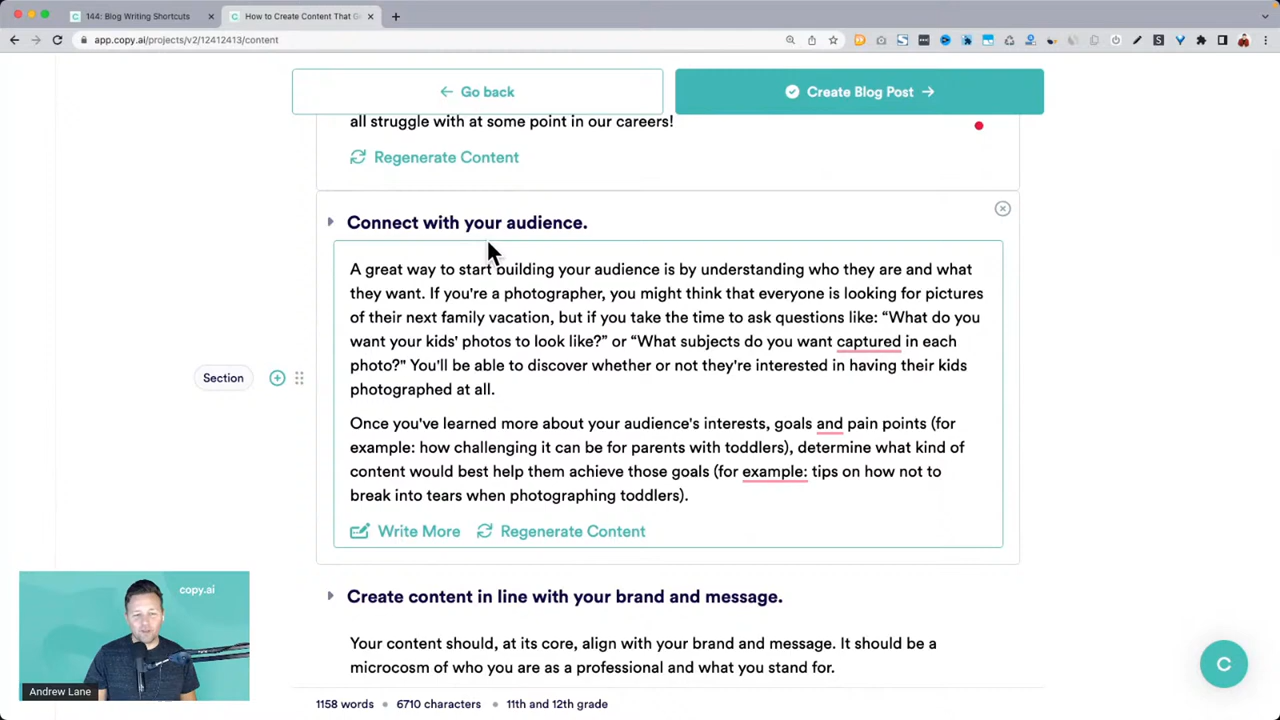 144: Blog Writing Shortcuts
How to Create Content That G
app.copy.ai/projects/v2/12412413/content
Go back
Create Blog Post
all struggle with at some point in our careers!
Regenerate Content
Connect with your audience.
A great way to start building your audience is by understanding who they are and what
they want. If you're a photographer, you might think that everyone is looking for pictures
of their next family vacation, but if you take the time to ask questions like: “What do you
want your kids' photos to look like?” or “What subjects do you want captured in each
photo?" You'll be able to discover whether or not they're interested in having their kids
photographed at all.
Section
Once you've learned more about your audience's interests, goals and pain points (for
example: how challenging it can be for parents with toddlers), determine what kind of
content would best help them achieve those goals (for example: tips on how not to
break into tears when photographing toddlers).
Write More
Regenerate Content
Create content in line with your brand and message.
Your content should, at its core, align with your brand and message. It should be a
microcosm of who you are as a professional and what you stand for.
copy.ai
Andrew Lane
C
1158 words • 6710 characters • 11th and 12th grade